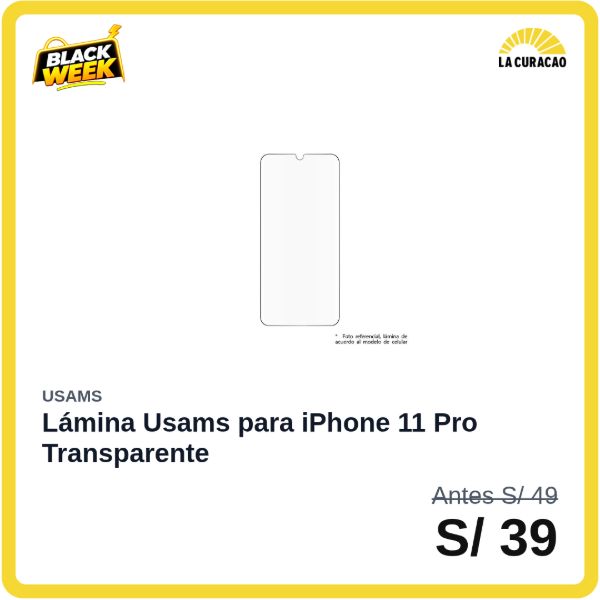 BLACK
WEEK
LA CURACAO
* Foto referencial, lámina de
acuerdo al modelo de celular
USAMS
Lámina Usams para iPhone 11 Pro
Transparente
Antes S/ 49
S/ 39